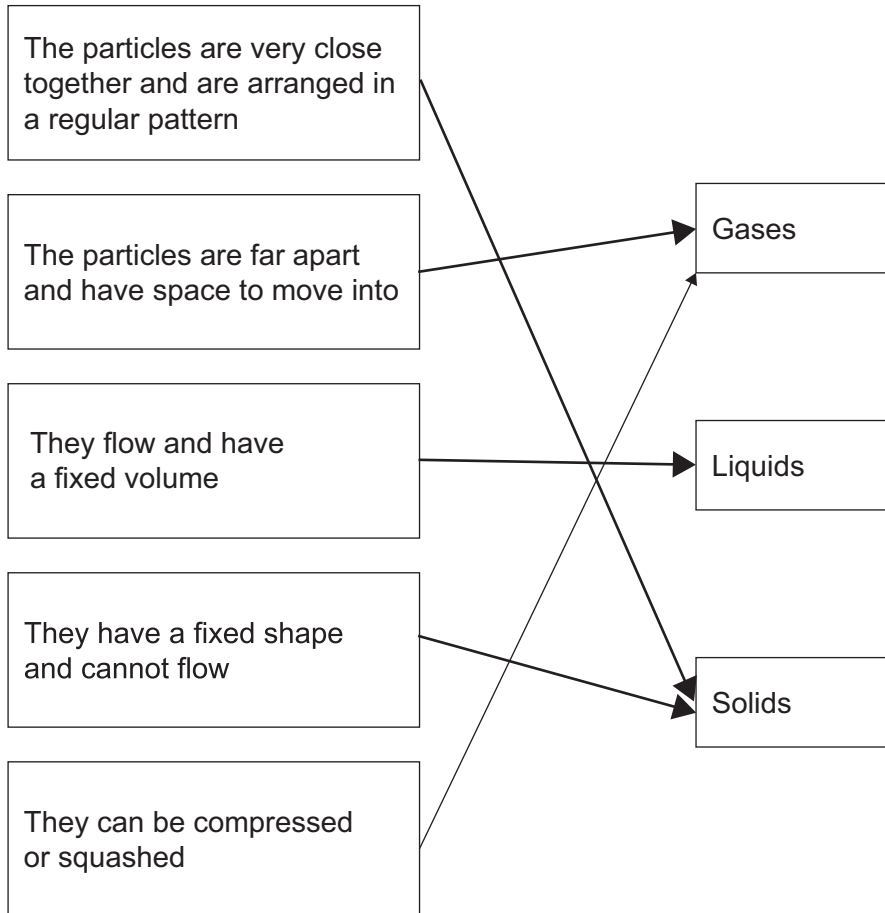 The particles are very close
together and are arranged in
a regular pattern
The particles are far apart
and have space to move into
They flow and have
a fixed volume
They have a fixed shape
and cannot flow
They can be compressed
or squashed
Gases
Liquids
Solids